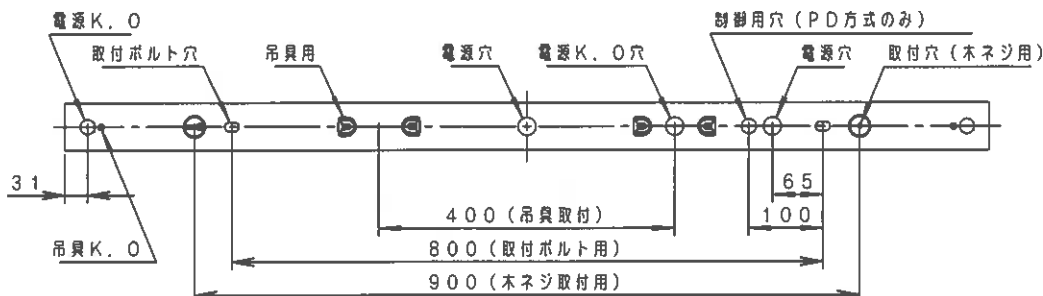 電源K.O
制御用穴(PD方式のみ)
取付ボルト穴
吊具用
電源穴
電源K.O穴
電源穴
取付穴(木ネジ用)
31
65
400(吊具取付)
100
吊具K.O
800(取付ボルト用)
900(木ネジ取付用)